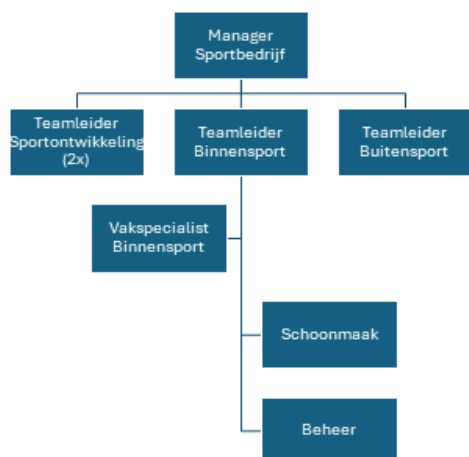 Manager
Sportbedrijf
Teamleider
Sportontwikkeling
(2x)
Teamleider
Binnensport
Teamleider
Buitensport
Vakspecialist
Binnensport
Schoonmaak
Beheer